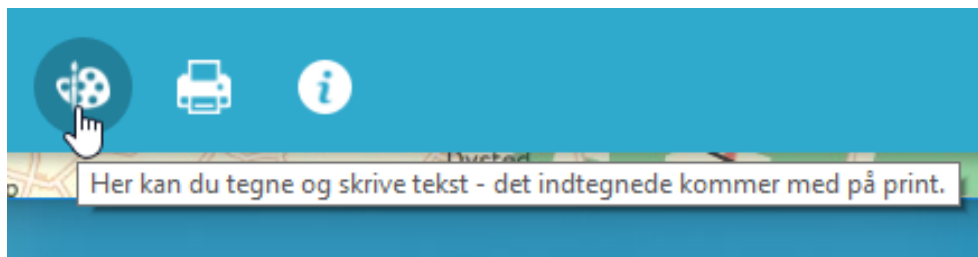 Her kan du tegne og skrive tekst - det indtegnede kommer med på print.